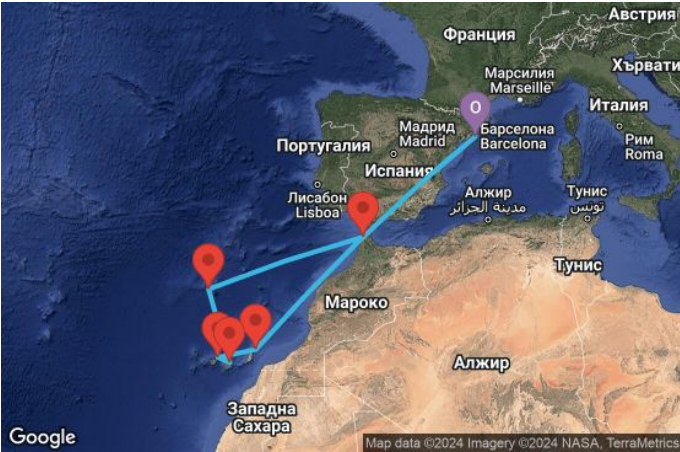 Австрия
Франция
Хървати
Марсилия
Marseille
O
Италия
Мадрид
Madrid
Барселона
Barcelona
Рим
Roma
Португалия
Испания
Лисабон
Lisboa
Алжир
مدينة الجزائر
Тунис
تونس
Тунис
Мароко
Алжир
Западна
Сахара
Google
Map data ©2024 Imagery ©2024 NASA, TerraMetrics